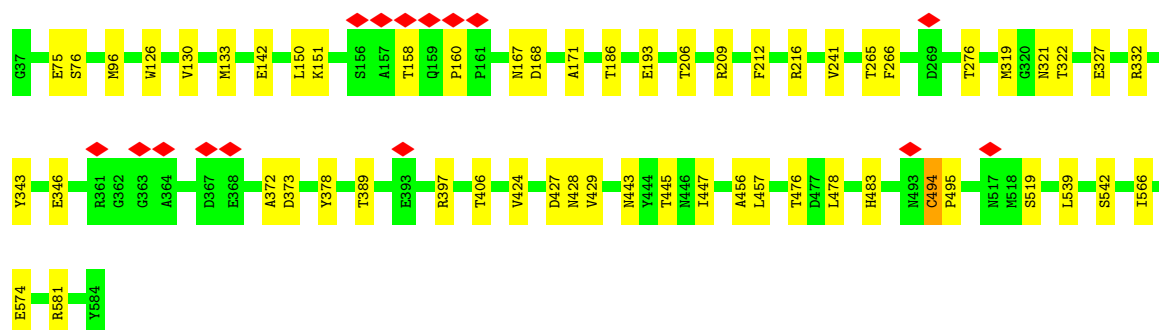 G37 E75 S76 M96 W126 V130 M133 E142 L150 K151 S156 A157 T158 Q159 P160 P161 N167 D168 A171 T186 E193 T206 R209 F212 R216 V241 T265 F266 D269 T276 M319 G320 N321 T322 E327 R332
Y343 E346 R361 G362 G363 A364 D367 E368 A372 D373 Y378 T389 E393 R397 T406 V424 D427 N428 V429 N443 Y444 T445 N446 I447 A456 L457 T476 D477 L478 H483 N493 C494 P495 N517 M518 S519 L539 S542 I566
E574 R581 Y584